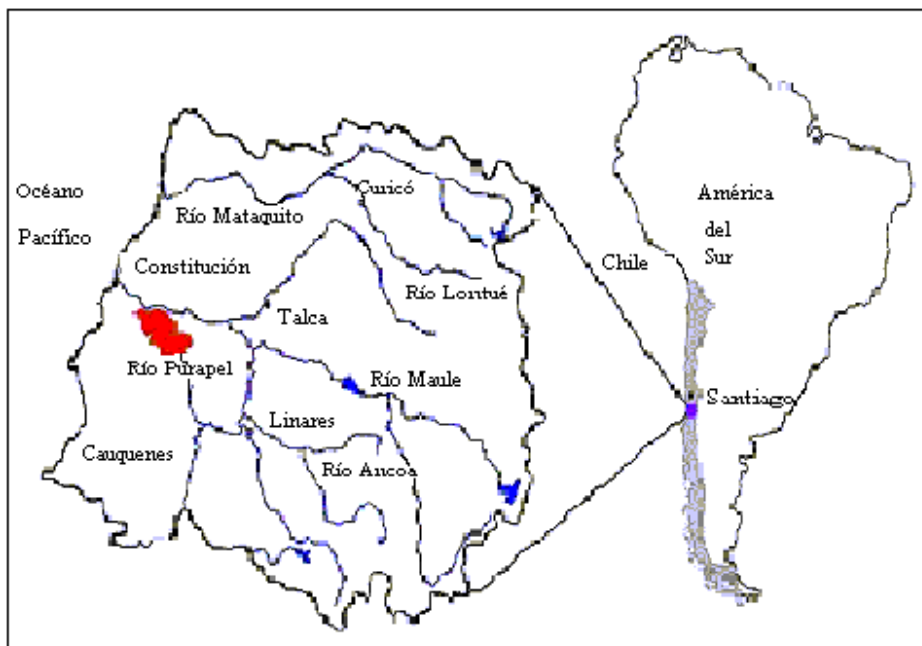 Océano
Pacífico
Curicó
Río Mataquito
Constitución
Río Lontué
Talca
Río Purapel
Río Maule
Linares
Cauquenes
Río Ancoa
América
del
Sur
Chile
Santiago